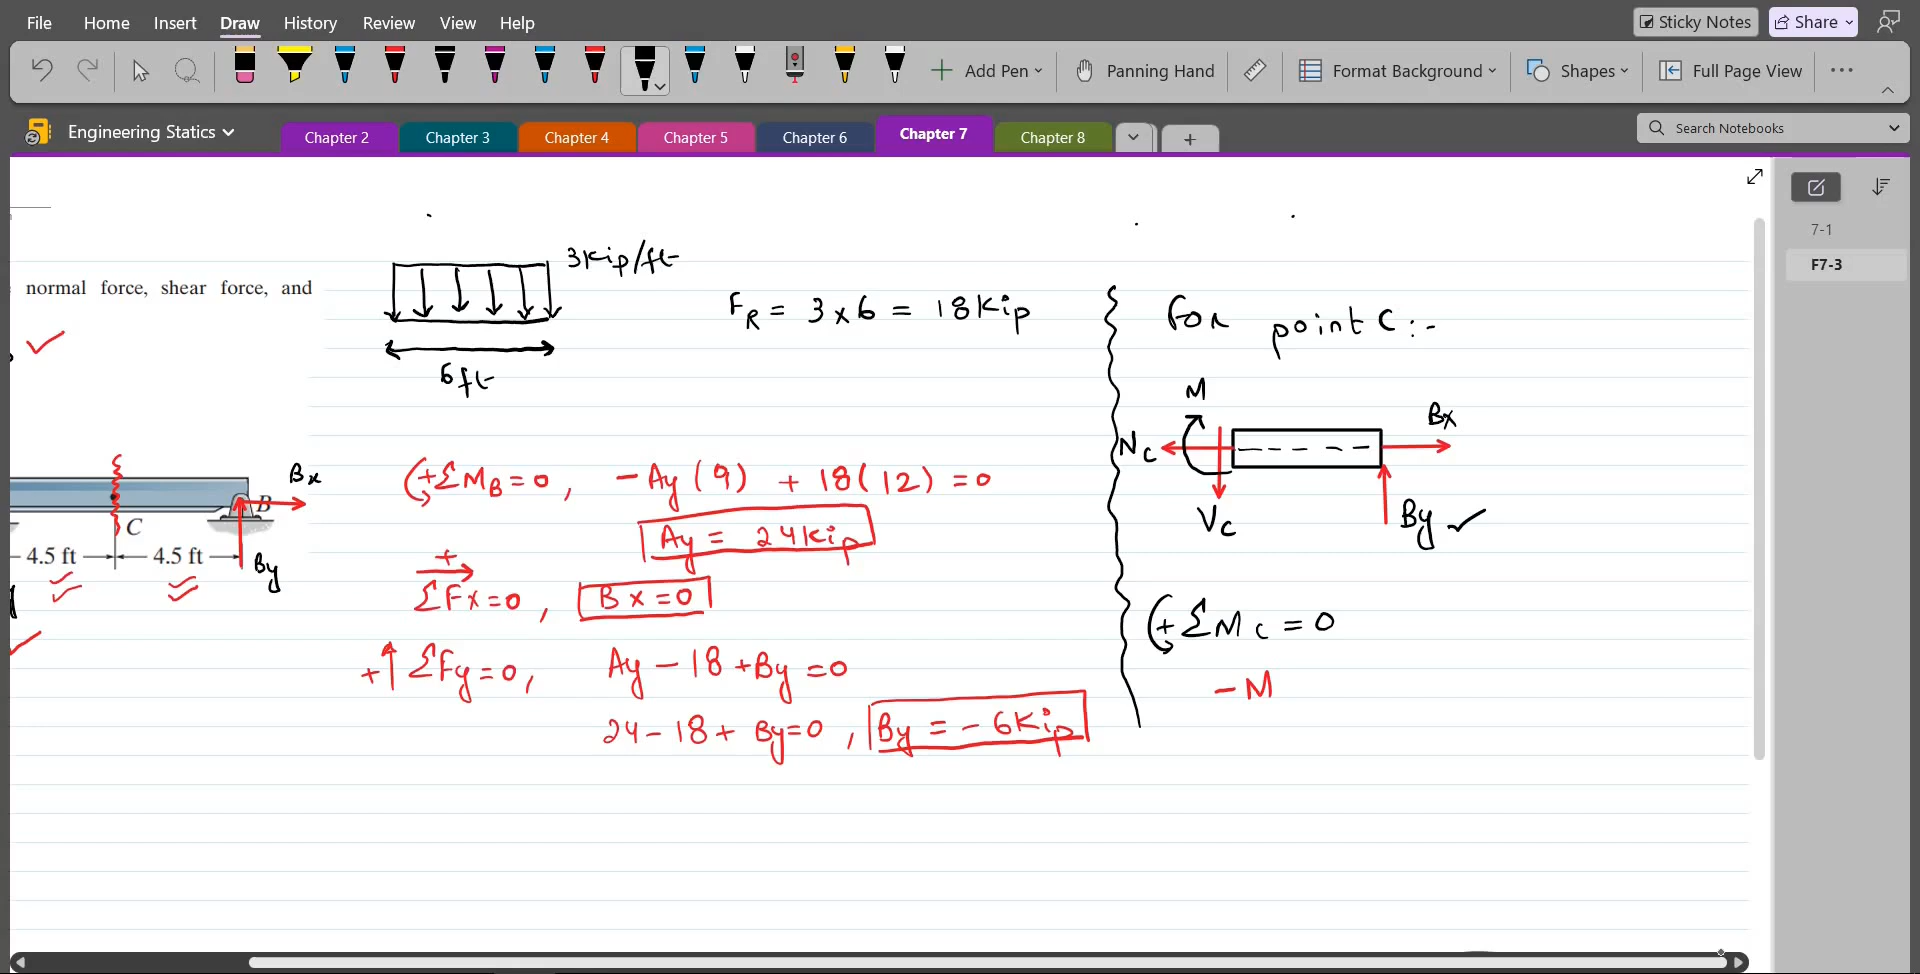 File Home Insert Draw History Review View Help
Sticky Notes Share
Add Pen Panning Hand Format Background Shapes Full Page View
Engineering Statics
Chapter 2 Chapter 3 Chapter 4 Chapter 5 Chapter 6 Chapter 7 Chapter 8
Search Notebooks
7-1
F7-3
normal force, shear force, and
3Kip/ft
6ft
F_R = 3 x 6 = 18Kip
Bx
B
C
4.5 ft 4.5 ft
By
(+ ΣM_B = 0, - Ay (9) + 18(12) = 0
Ay = 24Kip
+
ΣFx = 0, Bx = 0
+↑ ΣFy = 0, Ay - 18 + By = 0
24 - 18 + By = 0, By = - 6Kip
For point C :-
M
Nc
Bx
Vc
By ✓
(+ ΣMc = 0
- M